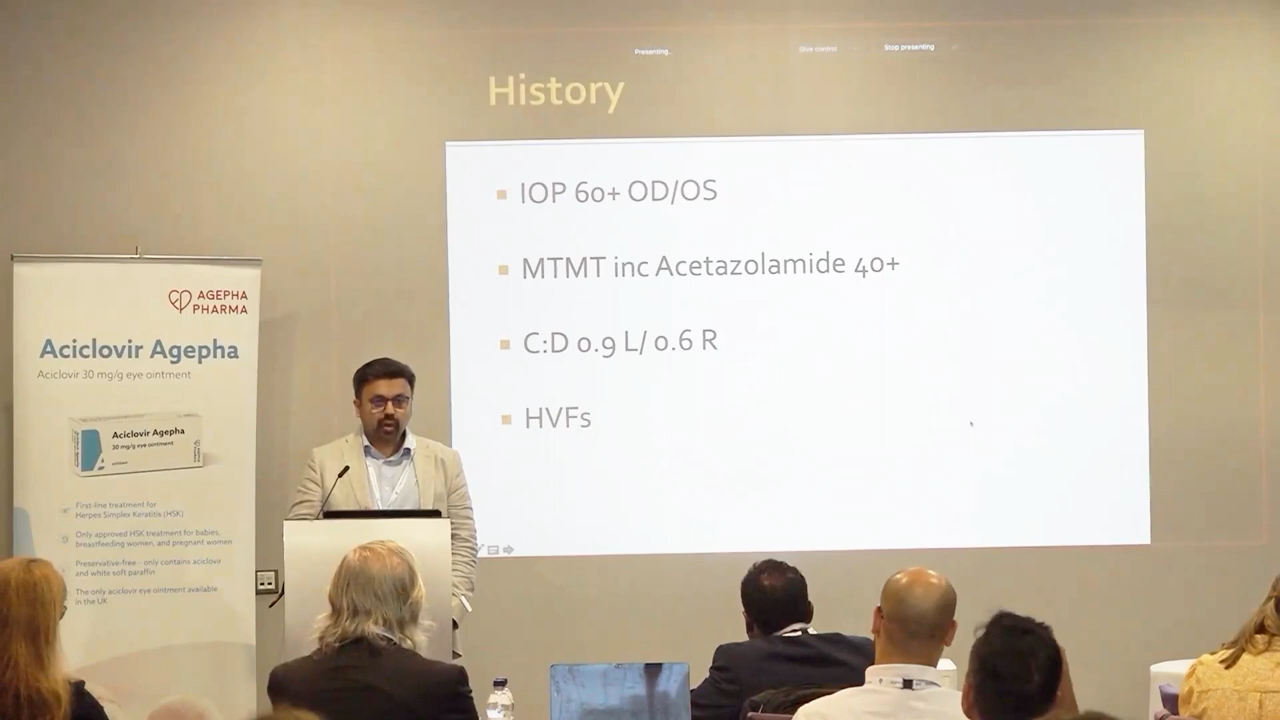 Presenting...
Give control
Stop presenting
History
IOP 60+ OD/OS
MTMT inc Acetazolamide 40+
C:D 0.9 L/ 0.6 R
HVFs
AGEPHA
PHARMA
Aciclovir Agepha
Aciclovir 30 mg/g eye ointment
Aciclovir Agepha
30 mg/g eye ointment
AGEPHA
PHARMA
First-line treatment for
Herpes Simplex Keratitis (HSK)
Only approved HSK treatment for babies,
breastfeeding women, and pregnant women
Preservative-free – only contains aciclovir
and white soft paraffin
The only aciclovir eye ointment available
in the UK